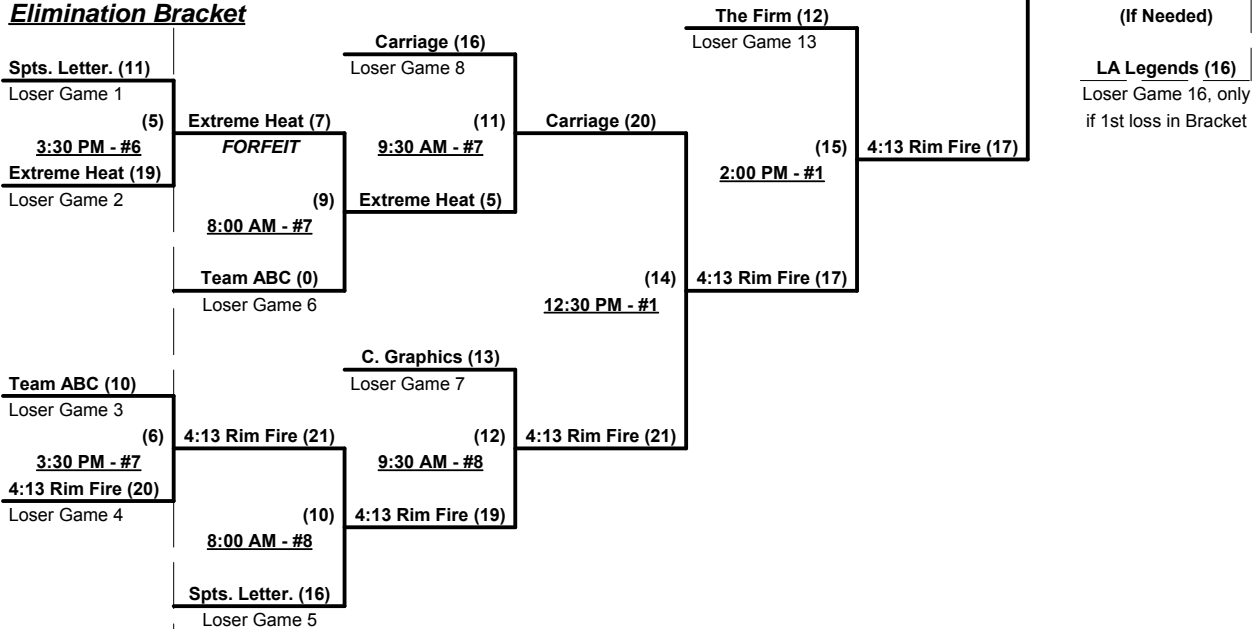 Elimination Bracket
The Firm (12)
Loser Game 13
(If Needed)
Carriage (16)
Loser Game 8
Spts. Letter. (11)
Loser Game 1
LA Legends (16)
Loser Game 16, only
if 1st loss in Bracket
(5)
3:30 PM - #6
Extreme Heat (7)
FORFEIT
(11)
9:30 AM - #7
Carriage (20)
(15)
2:00 PM - #1
4:13 Rim Fire (17)
Extreme Heat (19)
Loser Game 2
(9)
8:00 AM - #7
Extreme Heat (5)
Team ABC (0)
Loser Game 6
(14)
12:30 PM - #1
4:13 Rim Fire (17)
C. Graphics (13)
Loser Game 7
Team ABC (10)
Loser Game 3
(6)
3:30 PM - #7
4:13 Rim Fire (21)
(12)
9:30 AM - #8
4:13 Rim Fire (21)
4:13 Rim Fire (20)
Loser Game 4
(10)
8:00 AM - #8
4:13 Rim Fire (19)
Spts. Letter. (16)
Loser Game 5